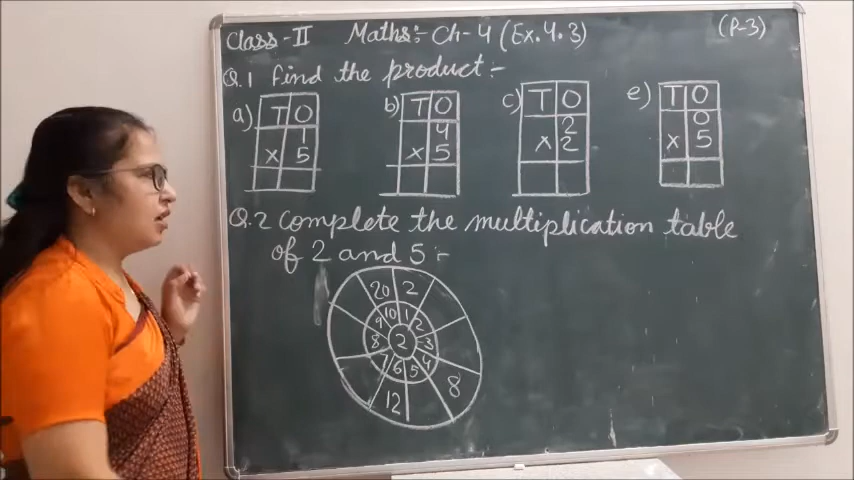 Class-II Maths:- Ch-4 (Ex.4.3) (P-3)
Q.1 Find the product:-
a) T O b) T O c) T O e) T O
1 4 2 0
× 5 × 5 × 2 × 5
Q.2 Complete the multiplication table
of 2 and 5:-
20 2
10 1
9 2
2
8 3
7 4
6 5
8
12